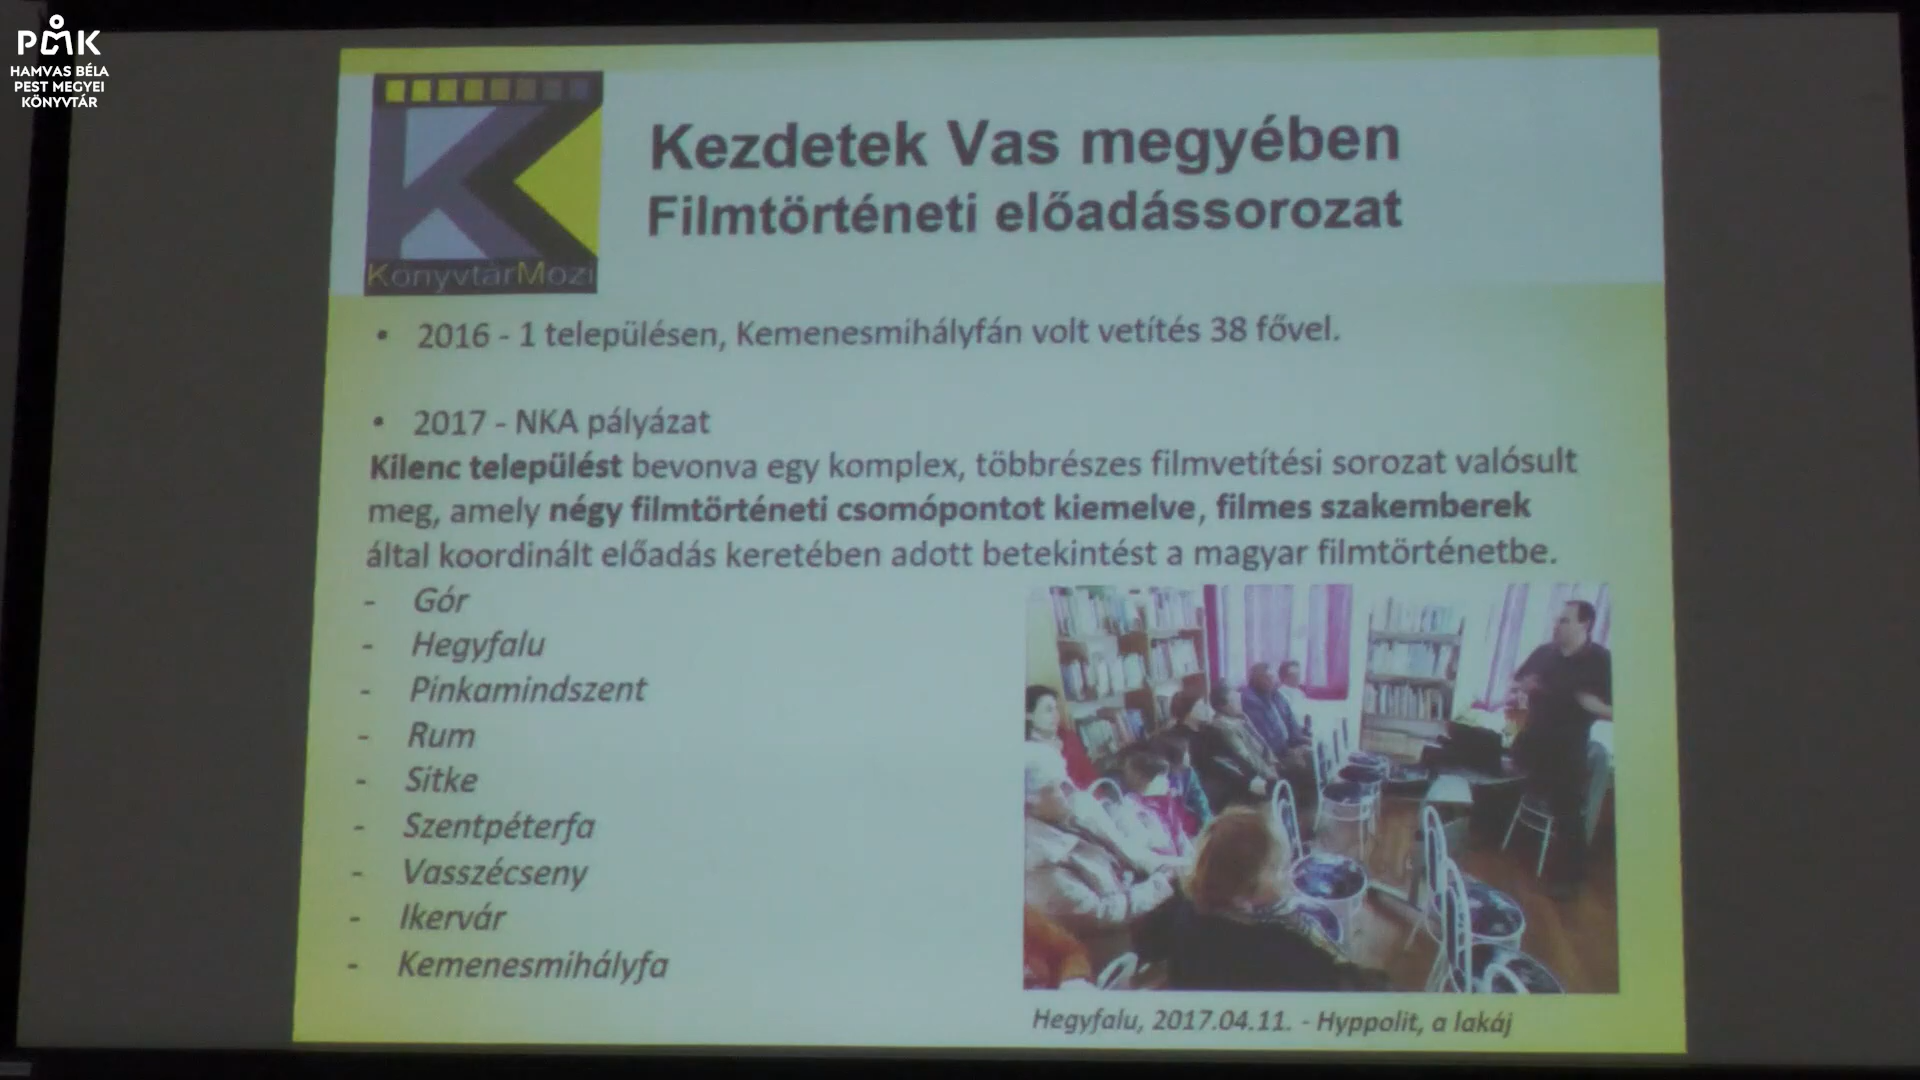 PMK
HAMVAS BÉLA
PEST MEGYEI
KÖNYVTÁR
KönyvtárMozi
Kezdetek Vas megyében
Filmtörténeti előadássorozat
• 2016 - 1 településen, Kemenesmihályfán volt vetítés 38 fővel.
• 2017 - NKA pályázat
Kilenc települést bevonva egy komplex, többrészes filmvetítési sorozat valósult
meg, amely négy filmtörténeti csomópontot kiemelve, filmes szakemberek
által koordinált előadás keretében adott betekintést a magyar filmtörténetbe.
- Gór
- Hegyfalu
- Pinkamindszent
- Rum
- Sitke
- Szentpéterfa
- Vasszécseny
- Ikervár
- Kemenesmihályfa
Hegyfalu, 2017.04.11. - Hyppolit, a lakáj